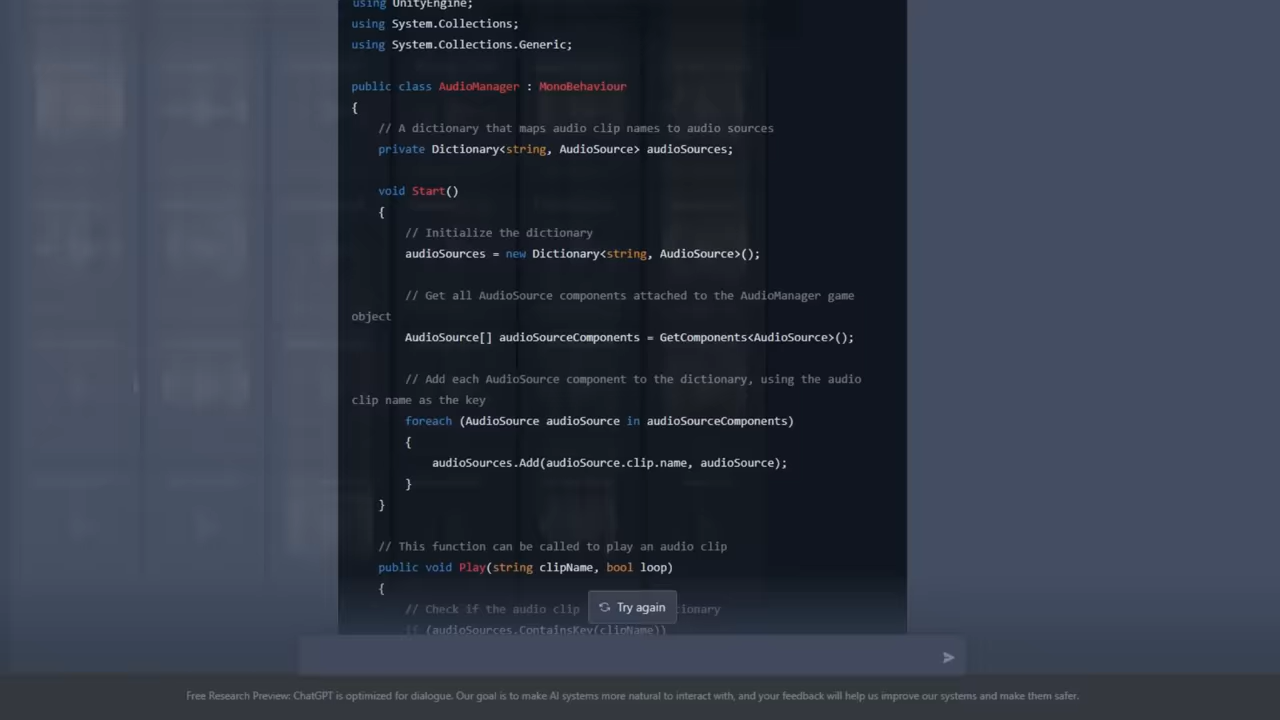 using UnityEngine;
using System.Collections;
using System.Collections.Generic;
public class AudioManager : MonoBehaviour
{
// A dictionary that maps audio clip names to audio sources
private Dictionary<string, AudioSource> audioSources;
void Start()
{
// Initialize the dictionary
audioSources = new Dictionary<string, AudioSource>();
// Get all AudioSource components attached to the AudioManager game
object
AudioSource[] audioSourceComponents = GetComponents<AudioSource>();
// Add each AudioSource component to the dictionary, using the audio
clip name as the key
foreach (AudioSource audioSource in audioSourceComponents)
{
audioSources.Add(audioSource.clip.name, audioSource);
}
}
// This function can be called to play an audio clip
public void Play(string clipName, bool loop)
{
// Check if the audio clip
Try again
if (audioSources.ContainsKey(clipName))
Free Research Preview: ChatGPT is optimized for dialogue. Our goal is to make AI systems more natural to interact with, and your feedback will help us improve our systems and make them safer.